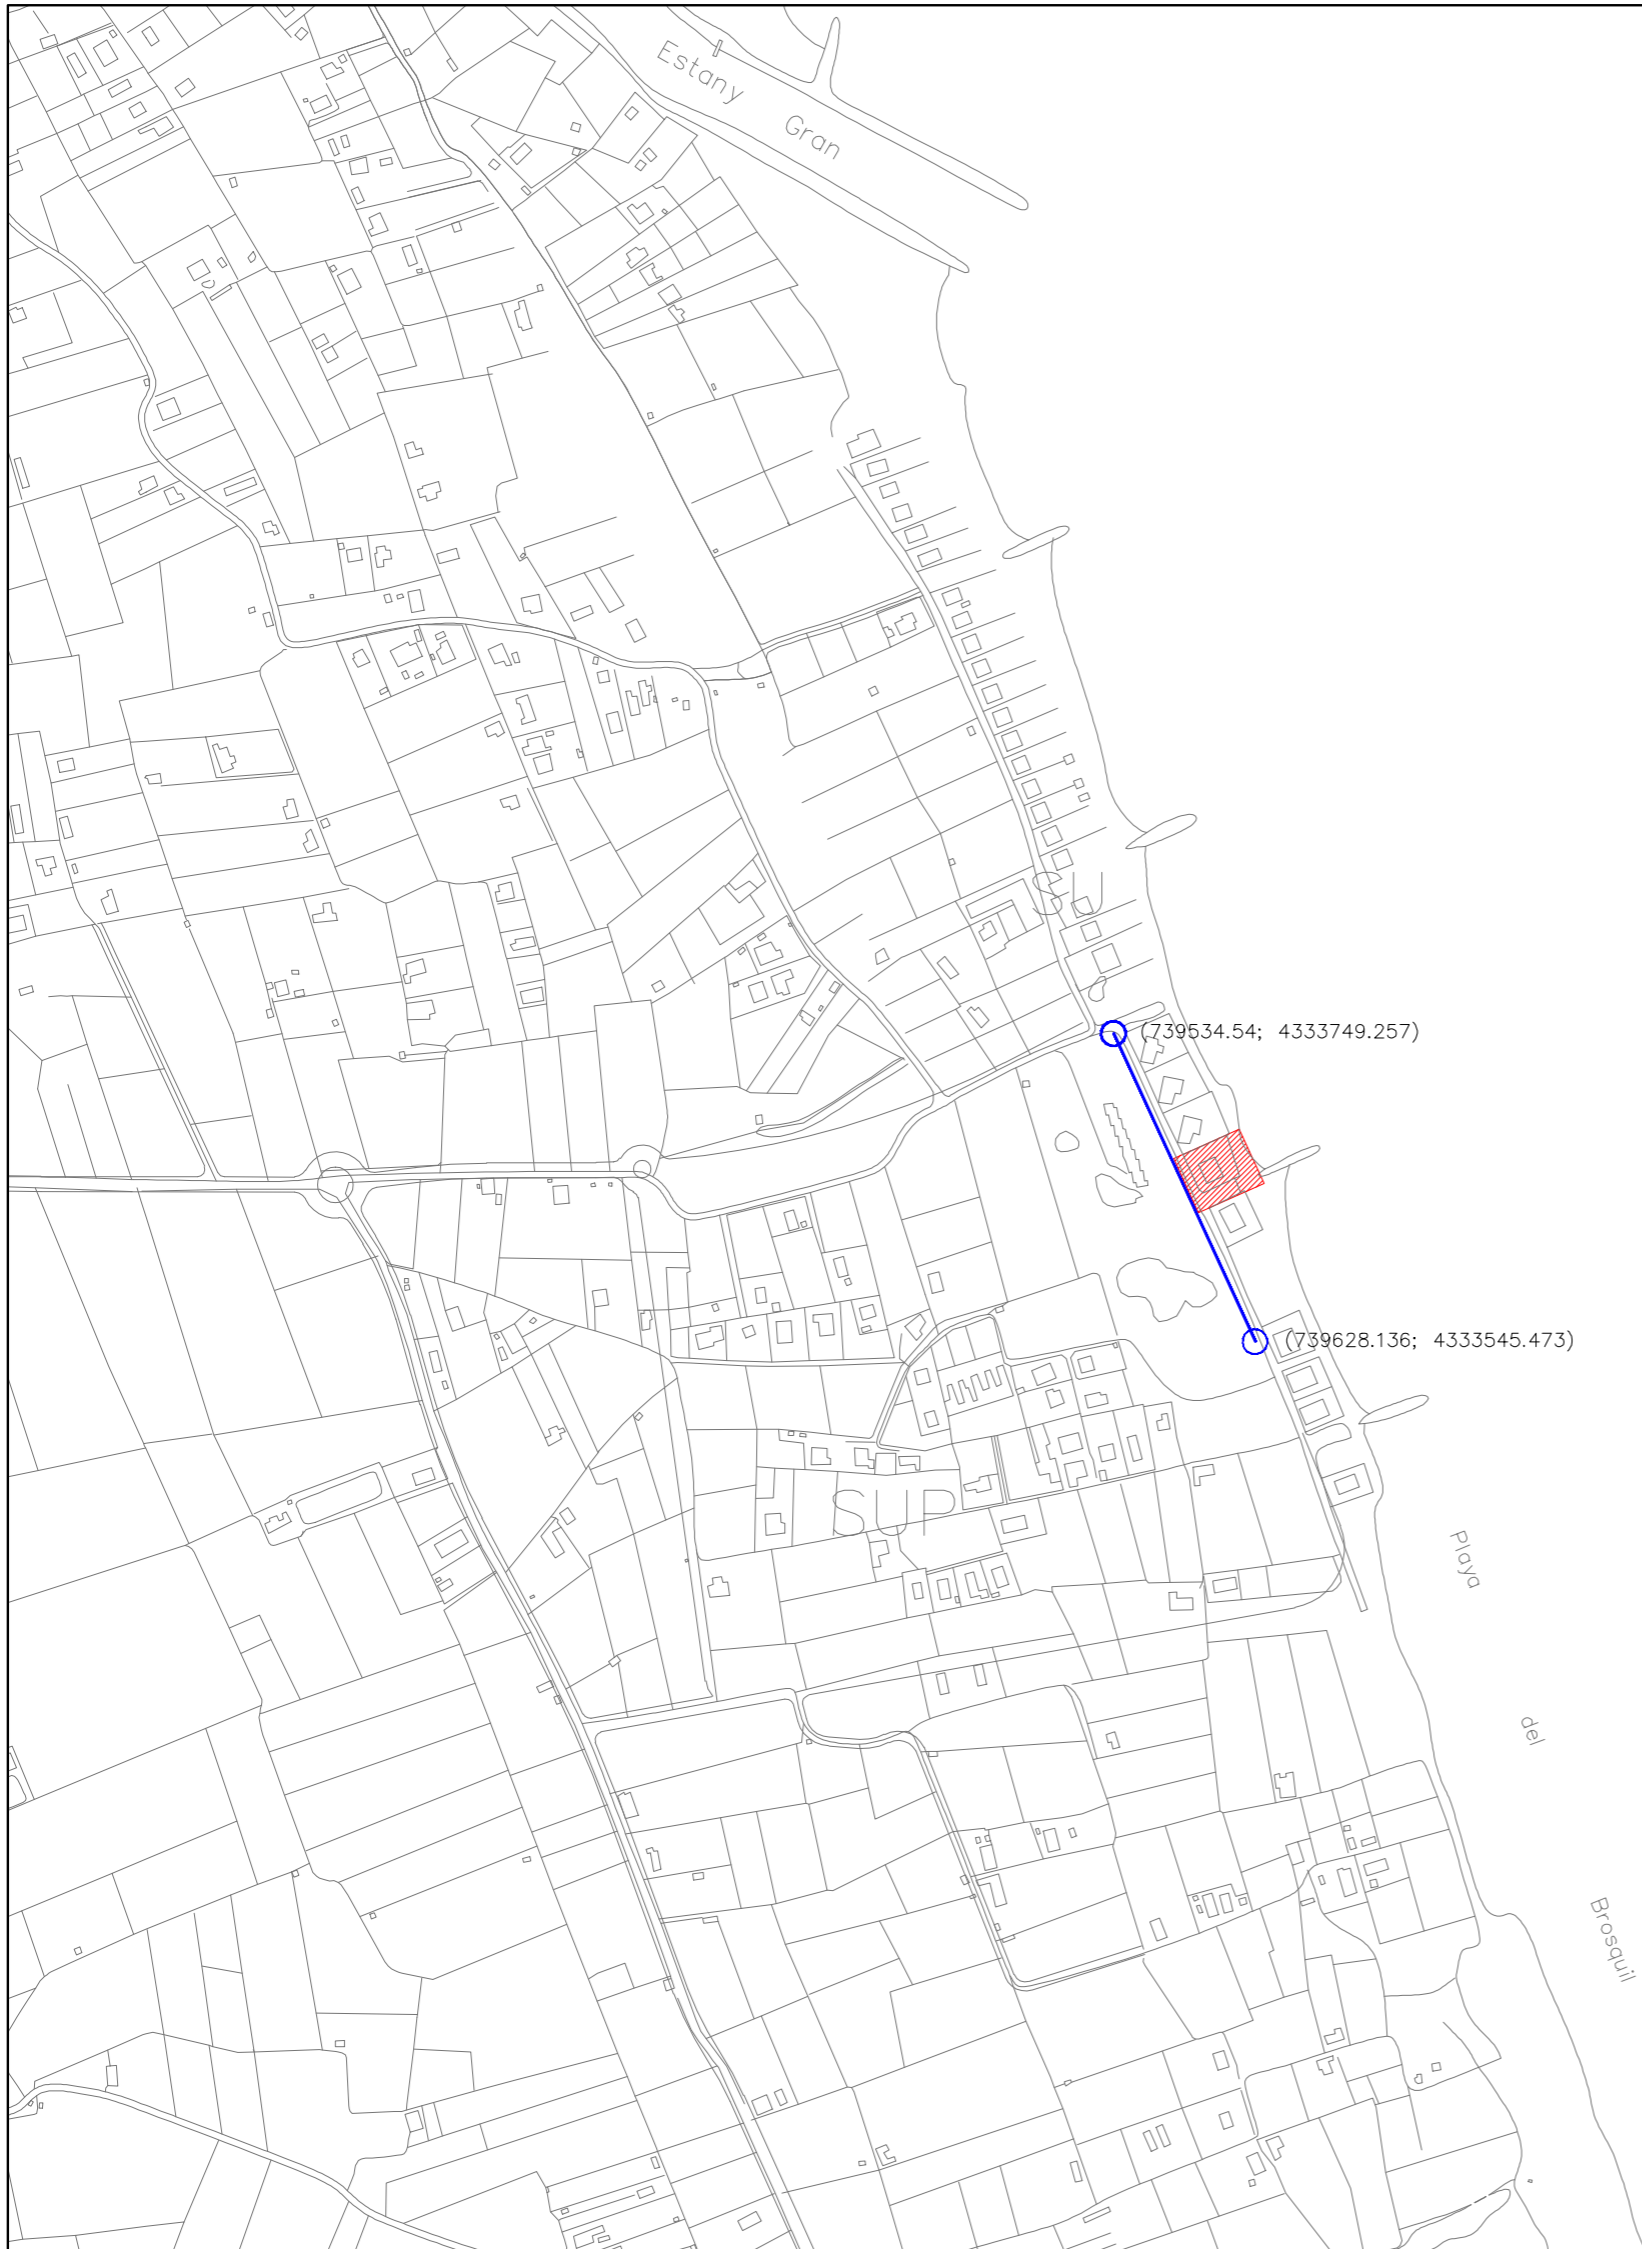 Estany
Gran
SU
(739534.54; 4333749.257)
(739628.136; 4333545.473)
SUP
Playa
del
Brosquil